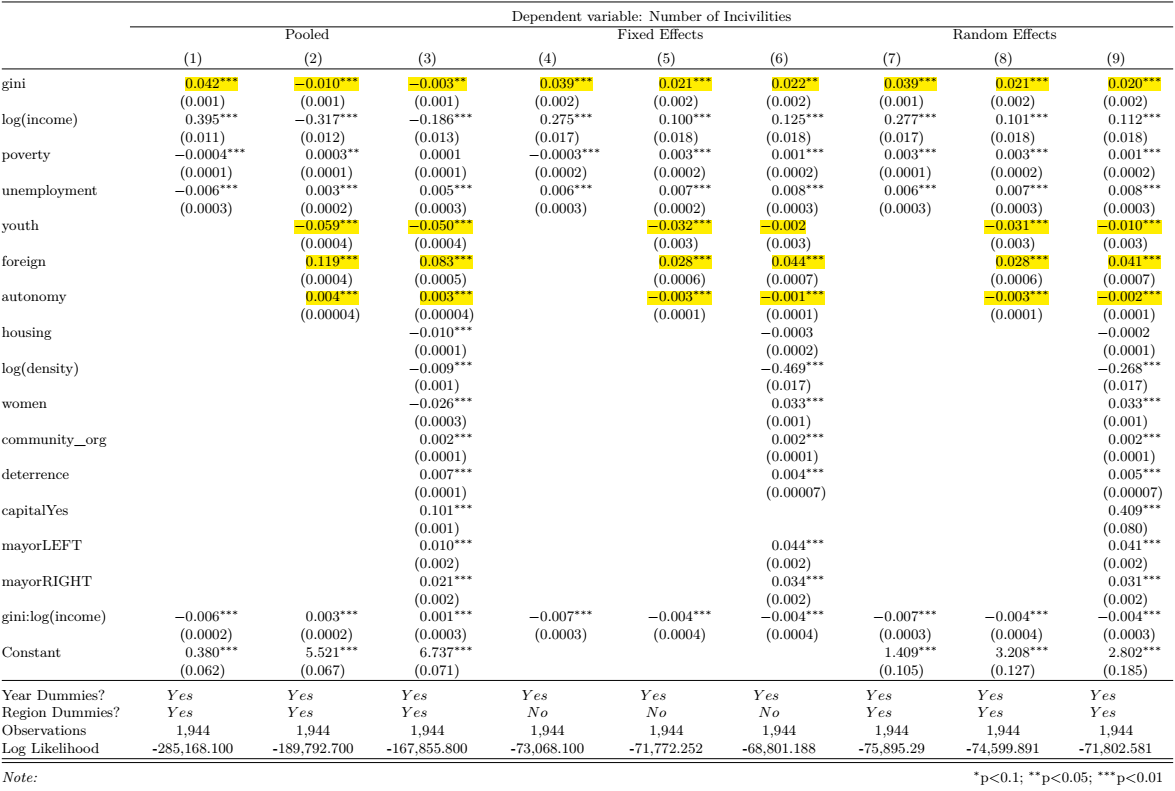 Dependent variable: Number of Incivilities
Pooled Fixed Effects Random Effects
(1) (2) (3) (4) (5) (6) (7) (8) (9)
gini 0.042*** −0.010*** −0.003** 0.039*** 0.021*** 0.022** 0.039*** 0.021*** 0.020***
(0.001) (0.001) (0.001) (0.002) (0.002) (0.002) (0.001) (0.002) (0.002)
log(income) 0.395*** −0.317*** −0.186*** 0.275*** 0.100*** 0.125*** 0.277*** 0.101*** 0.112***
(0.011) (0.012) (0.013) (0.017) (0.018) (0.018) (0.017) (0.018) (0.018)
poverty −0.0004*** 0.0003** 0.0001 −0.0003*** 0.003*** 0.001*** 0.003*** 0.003*** 0.001***
(0.0001) (0.0001) (0.0001) (0.0002) (0.0002) (0.0002) (0.0001) (0.0002) (0.0002)
unemployment −0.006*** 0.003*** 0.005*** 0.006*** 0.007*** 0.008*** 0.006*** 0.007*** 0.008***
(0.0003) (0.0002) (0.0003) (0.0003) (0.0002) (0.0003) (0.0003) (0.0003) (0.0003)
youth −0.059*** −0.050*** −0.032*** −0.002 −0.031*** −0.010***
(0.0004) (0.0004) (0.003) (0.003) (0.003) (0.003)
foreign 0.119*** 0.083*** 0.028*** 0.044*** 0.028*** 0.041***
(0.0004) (0.0005) (0.0006) (0.0007) (0.0006) (0.0007)
autonomy 0.004*** 0.003*** −0.003*** −0.001*** −0.003*** −0.002***
(0.00004) (0.00004) (0.0001) (0.0001) (0.0001) (0.0001)
housing −0.010*** −0.0003 −0.0002
(0.0001) (0.0002) (0.0001)
log(density) −0.009*** −0.469*** −0.268***
(0.001) (0.017) (0.017)
women −0.026*** 0.033*** 0.033***
(0.0003) (0.001) (0.001)
community_org 0.002*** 0.002*** 0.002***
(0.0001) (0.0001) (0.0001)
deterrence 0.007*** 0.004*** 0.005***
(0.0001) (0.00007) (0.00007)
capitalYes 0.101*** 0.409***
(0.001) (0.080)
mayorLEFT 0.010*** 0.044*** 0.041***
(0.002) (0.002) (0.002)
mayorRIGHT 0.021*** 0.034*** 0.031***
(0.002) (0.002) (0.002)
gini:log(income) −0.006*** 0.003*** 0.001*** −0.007*** −0.004*** −0.004*** −0.007*** −0.004*** −0.004***
(0.0002) (0.0002) (0.0003) (0.0003) (0.0004) (0.0004) (0.0003) (0.0004) (0.0003)
Constant 0.380*** 5.521*** 6.737*** 1.409*** 3.208*** 2.802***
(0.062) (0.067) (0.071) (0.105) (0.127) (0.185)
Year Dummies? Yes Yes Yes Yes Yes Yes Yes Yes Yes
Region Dummies? Yes Yes Yes No No No Yes Yes Yes
Observations 1,944 1,944 1,944 1,944 1,944 1,944 1,944 1,944 1,944
Log Likelihood -285,168.100 -189,792.700 -167,855.800 -73,068.100 -71,772.252 -68,801.188 -75,895.29 -74,599.891 -71,802.581
Note: *p<0.1; **p<0.05; ***p<0.01